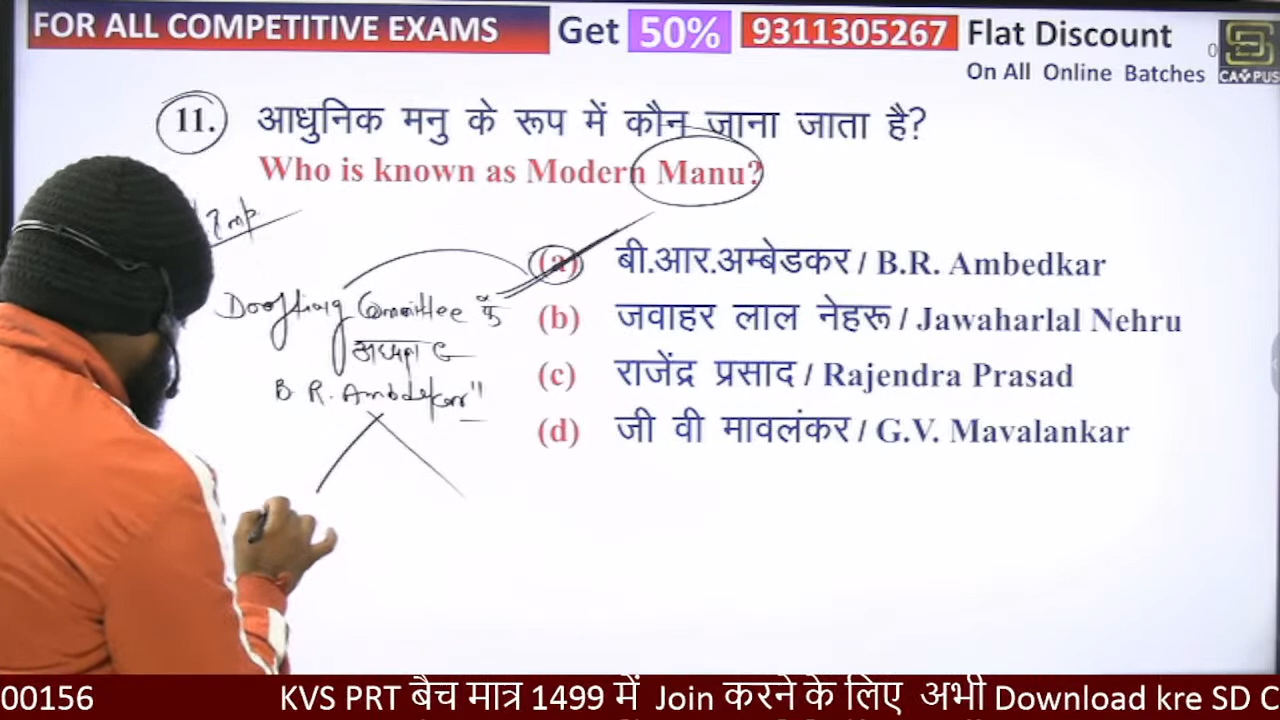 FOR ALL COMPETITIVE EXAMS Get 50% 9311305267 Flat Discount
On All Online Batches
CAMPUS
11. आधुनिक मनु के रूप में कौन जाना जाता है?
Who is known as Modern Manu?
Imp
(a) बी.आर.अम्बेडकर / B.R. Ambedkar
(b) जवाहर लाल नेहरू / Jawaharlal Nehru
(c) राजेंद्र प्रसाद / Rajendra Prasad
(d) जी वी मावलंकर / G.V. Mavalankar
Committee के
B. R. Ambedkar"
00156 KVS PRT बैच मात्र 1499 में Join करने के लिए अभी Download kre SD C